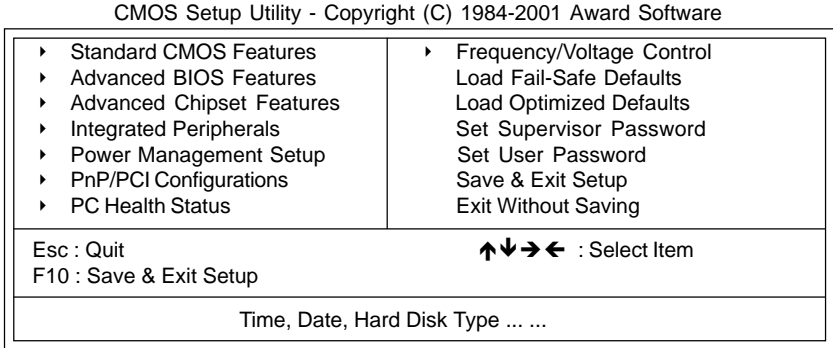 CMOS Setup Utility - Copyright (C) 1984-2001 Award Software
‣ Standard CMOS Features
‣ Advanced BIOS Features
‣ Advanced Chipset Features
‣ Integrated Peripherals
‣ Power Management Setup
‣ PnP/PCI Configurations
‣ PC Health Status
‣ Frequency/Voltage Control
Load Fail-Safe Defaults
Load Optimized Defaults
Set Supervisor Password
Set User Password
Save & Exit Setup
Exit Without Saving
Esc : Quit
F10 : Save & Exit Setup
↑↓→← : Select Item
Time, Date, Hard Disk Type ... ...